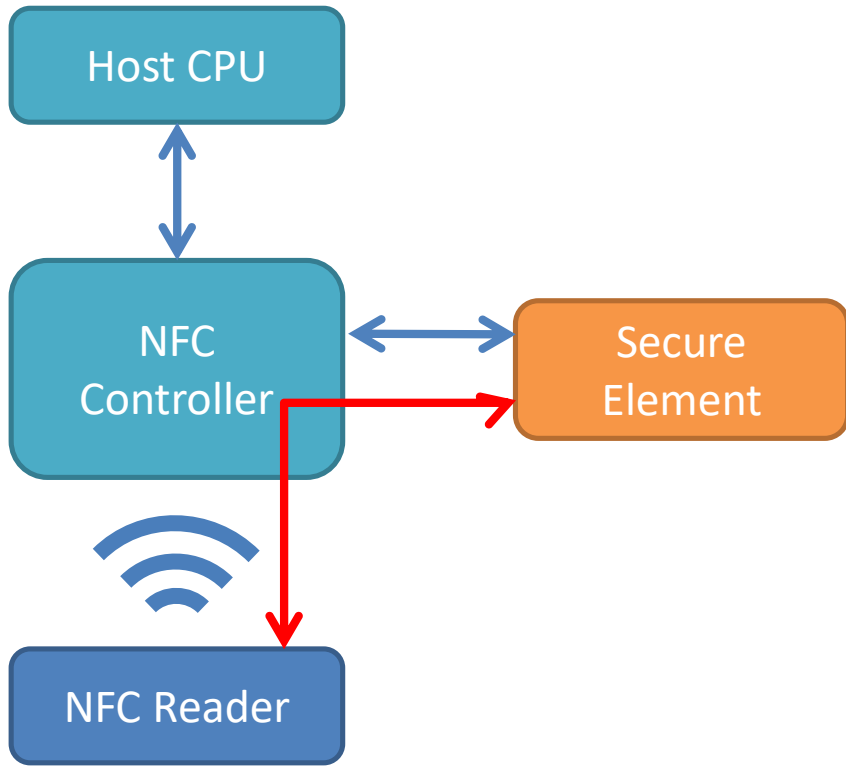 Host CPU
NFC
Controller
Secure
Element
NFC Reader